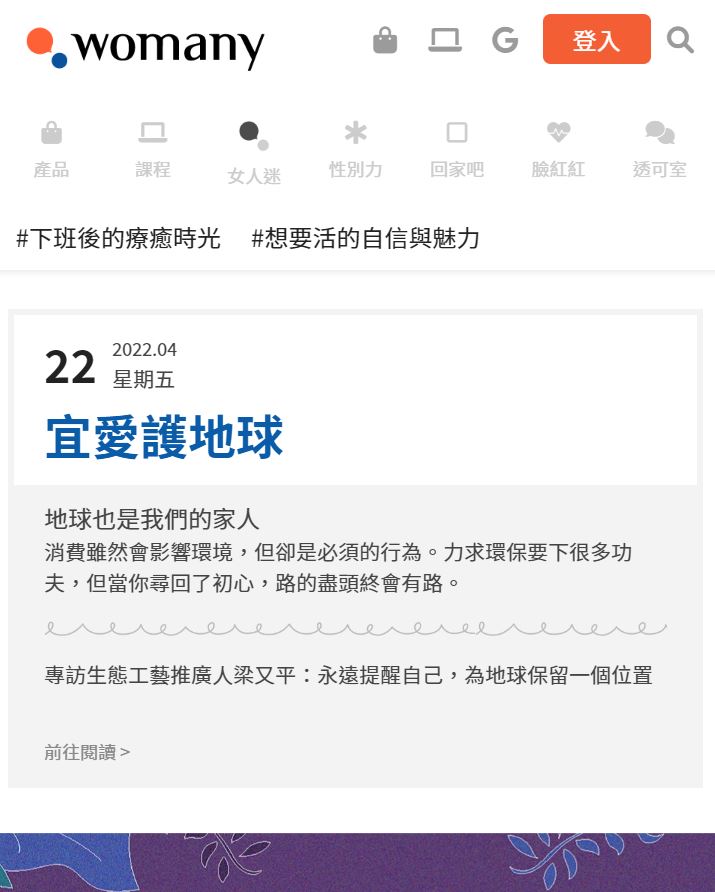 womany
登入
產品
課程
女人迷
性別力
回家吧
臉紅紅
透可室
#下班後的療癒時光 #想要活的自信與魅力
22
2022.04
星期五
宜愛護地球
地球也是我們的家人
消費雖然會影響環境，但卻是必須的行為。力求環保要下很多功
夫，但當你尋回了初心，路的盡頭終會有路。
專訪生態工藝推廣人梁又平：永遠提醒自己，為地球保留一個位置
前往閱讀 >